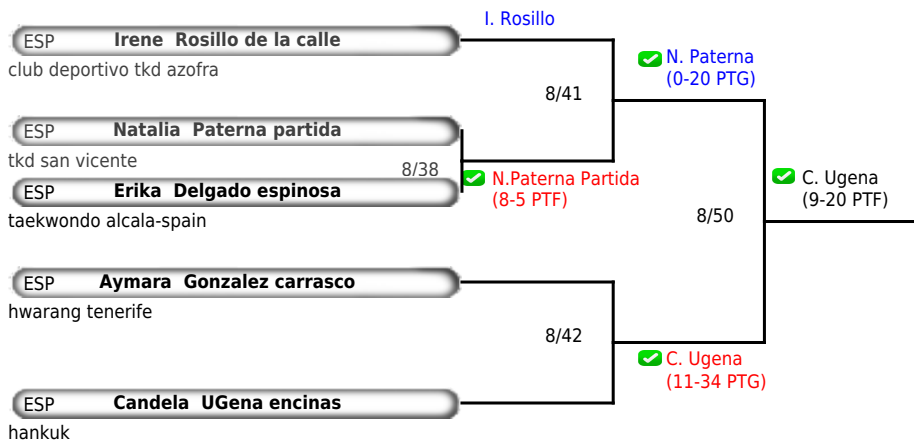 I. Rosillo
ESP Irene Rosillo de la calle
club deportivo tkd azofra
N. Paterna
(0-20 PTG)
8/41
ESP Natalia Paterna partida
tkd san vicente
8/38
N.Paterna Partida
(8-5 PTF)
C. Ugena
(9-20 PTF)
ESP Erika Delgado espinosa
taekwondo alcala-spain
8/50
ESP Aymara Gonzalez carrasco
hwarang tenerife
8/42
C. Ugena
(11-34 PTG)
ESP Candela UGena encinas
hankuk